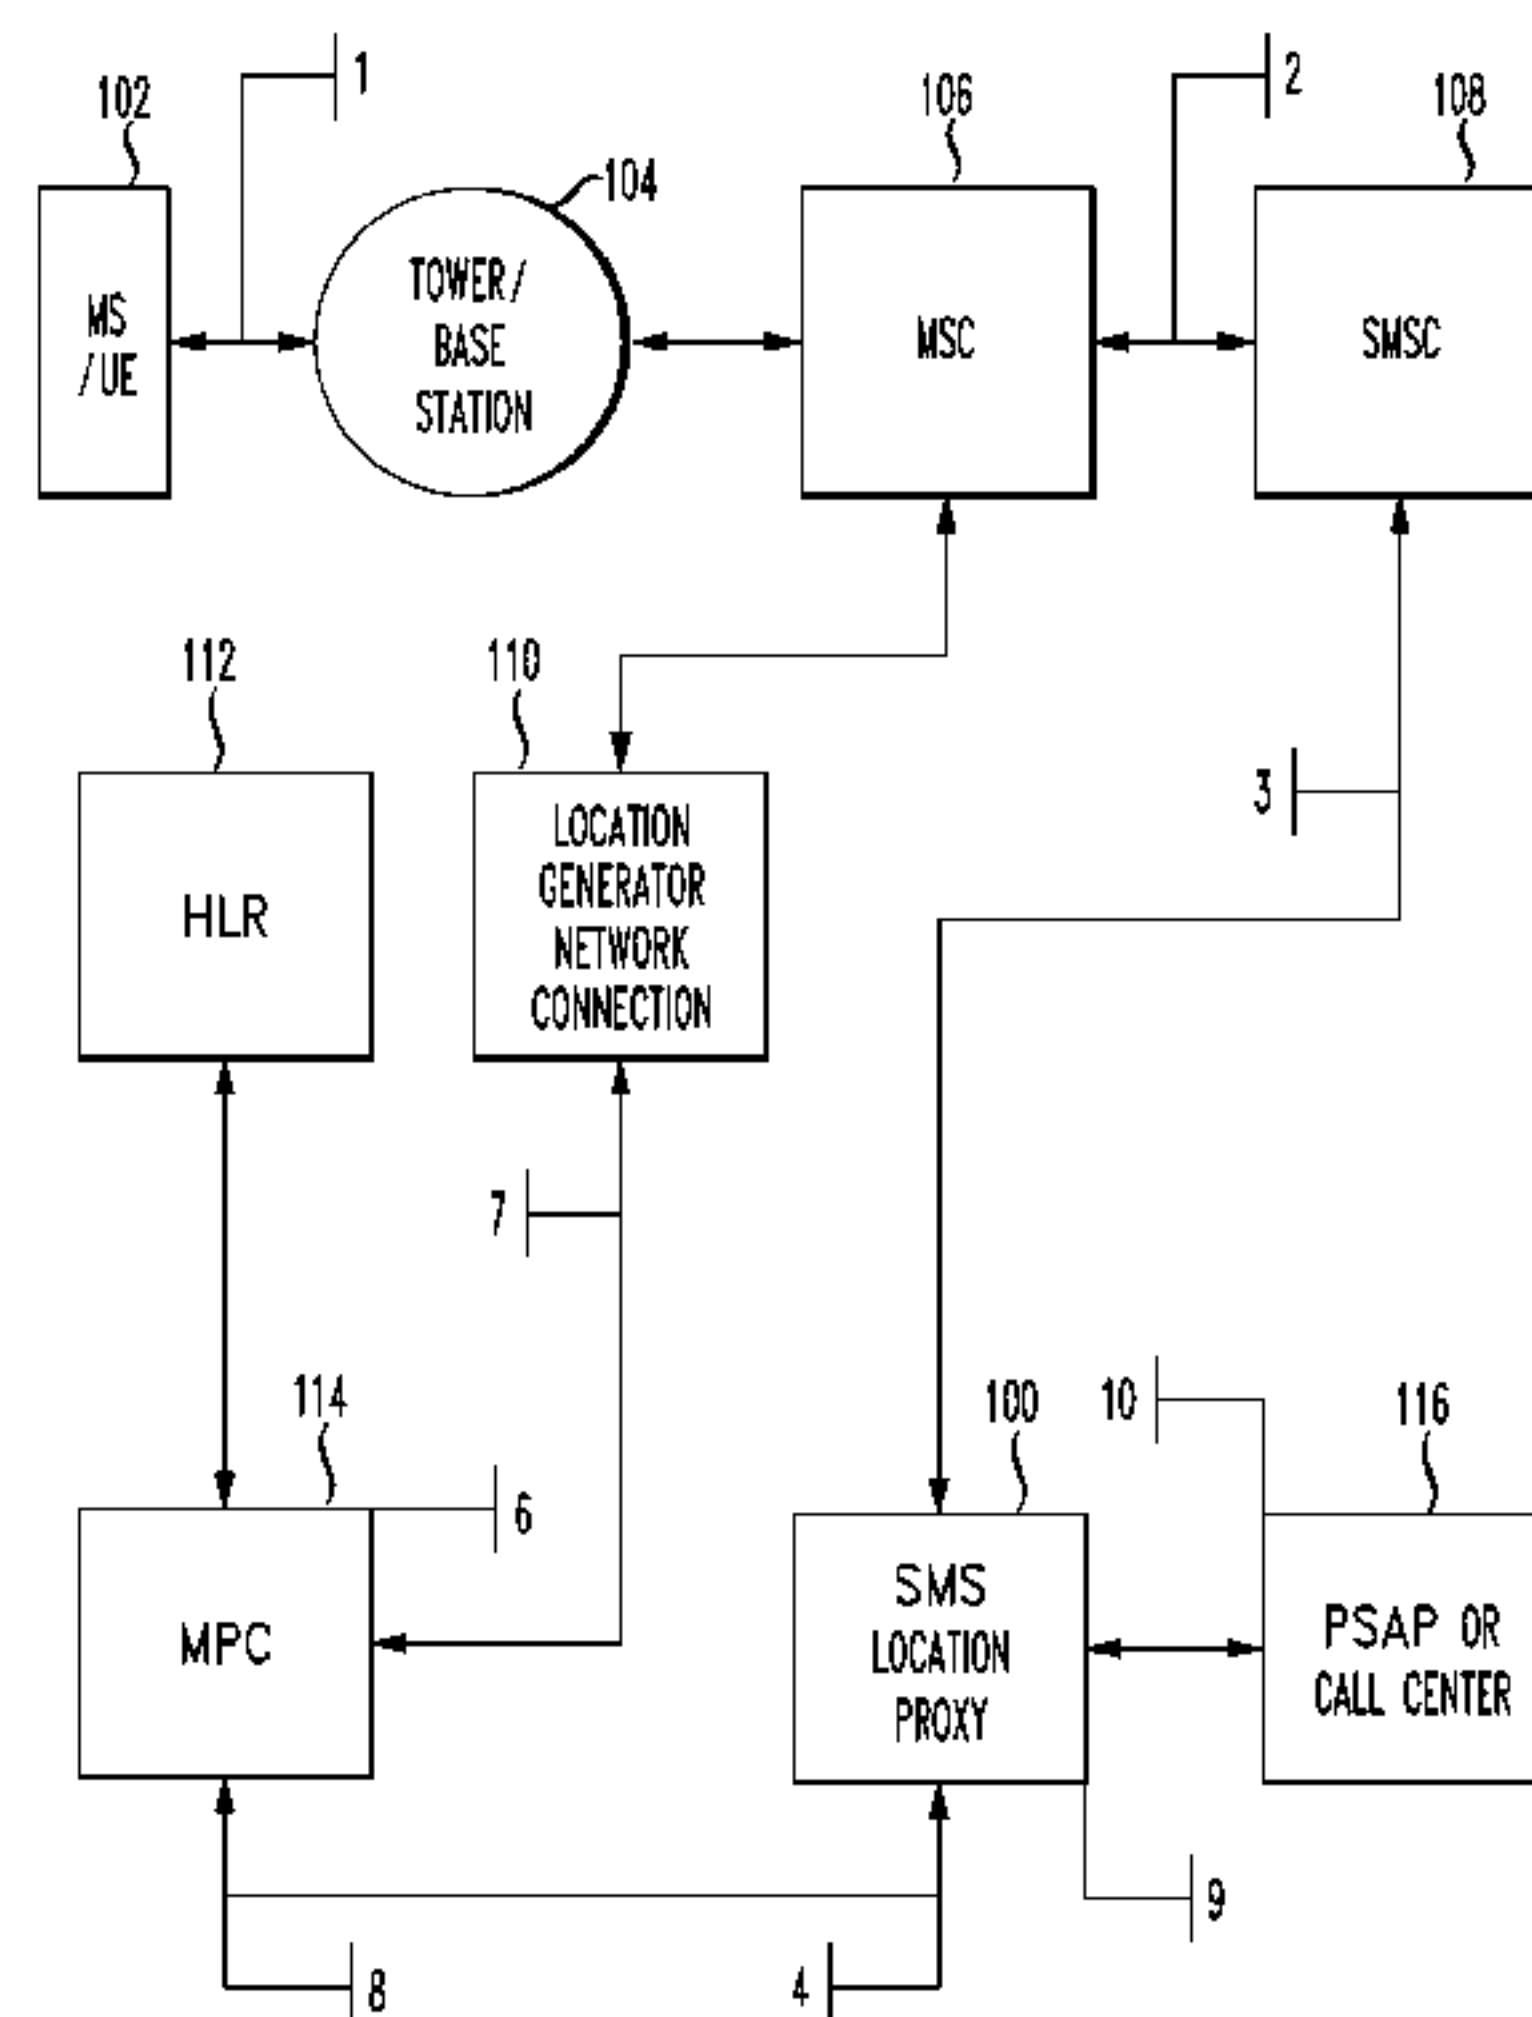 1
2
102
106
108
104
MS
/UE
TOWER/
BASE
STATION
MSC
SMSC
112
110
3
HLR
LOCATION
GENERATOR
NETWORK
CONNECTION
7
114
100
10
116
6
MPC
SMS
LOCATION
PROXY
PSAP OR
CALL CENTER
9
8
4